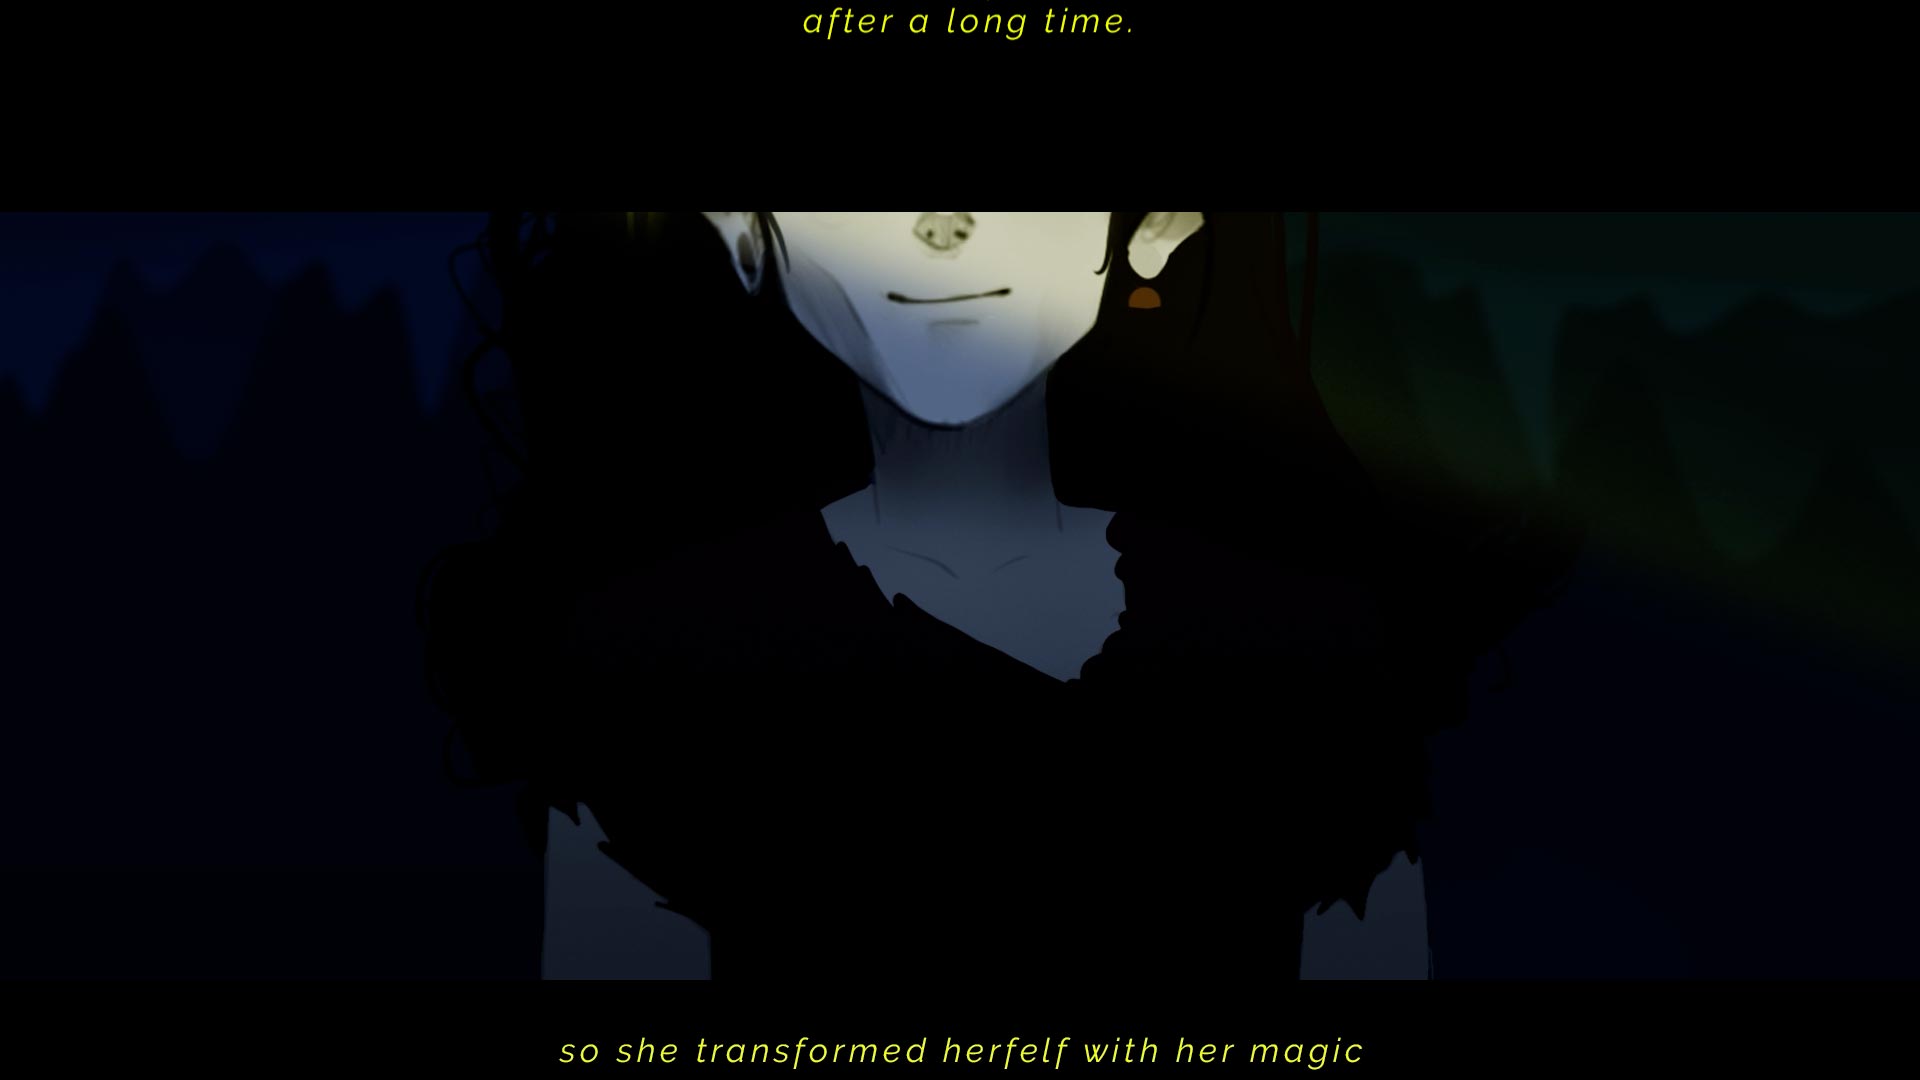 after a long time.
so she transformed herfelf with her magic